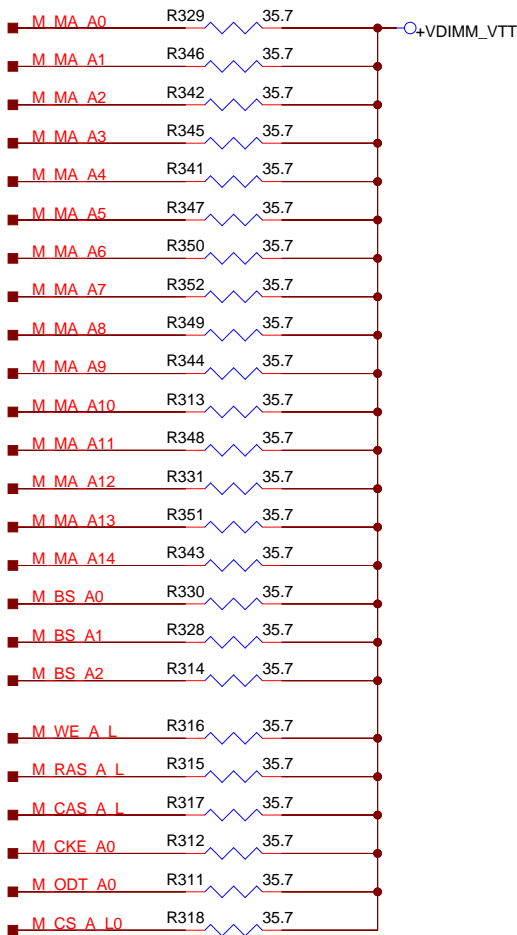 M_MA_A0 R329 35.7 +VDIMM_VTT
M_MA_A1 R346 35.7
M_MA_A2 R342 35.7
M_MA_A3 R345 35.7
M_MA_A4 R341 35.7
M_MA_A5 R347 35.7
M_MA_A6 R350 35.7
M_MA_A7 R352 35.7
M_MA_A8 R349 35.7
M_MA_A9 R344 35.7
M_MA_A10 R313 35.7
M_MA_A11 R348 35.7
M_MA_A12 R331 35.7
M_MA_A13 R351 35.7
M_MA_A14 R343 35.7
M_BS_A0 R330 35.7
M_BS_A1 R328 35.7
M_BS_A2 R314 35.7
M_WE_A_L R316 35.7
M_RAS_A_L R315 35.7
M_CAS_A_L R317 35.7
M_CKE_A0 R312 35.7
M_ODT_A0 R311 35.7
M_CS_A_L0 R318 35.7